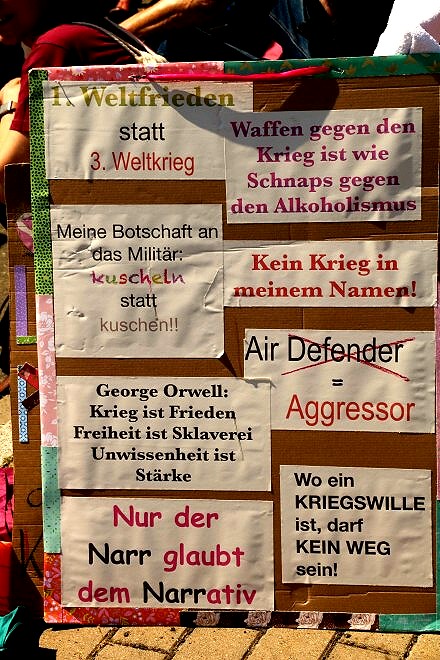 1. Weltfrieden
statt
3. Weltkrieg
Waffen gegen den
Krieg ist wie
Schnaps gegen
den Alkoholismus
Meine Botschaft an
das Militär:
kuscheln
statt
kuschen!!
Kein Krieg in
meinem Namen!
Air Defender
=
Aggressor
George Orwell:
Krieg ist Frieden
Freiheit ist Sklaverei
Unwissenheit ist
Stärke
Wo ein
KRIEGSWILLE
ist, darf
KEIN WEG
sein!
Nur der
Narr glaubt
dem Narrativ